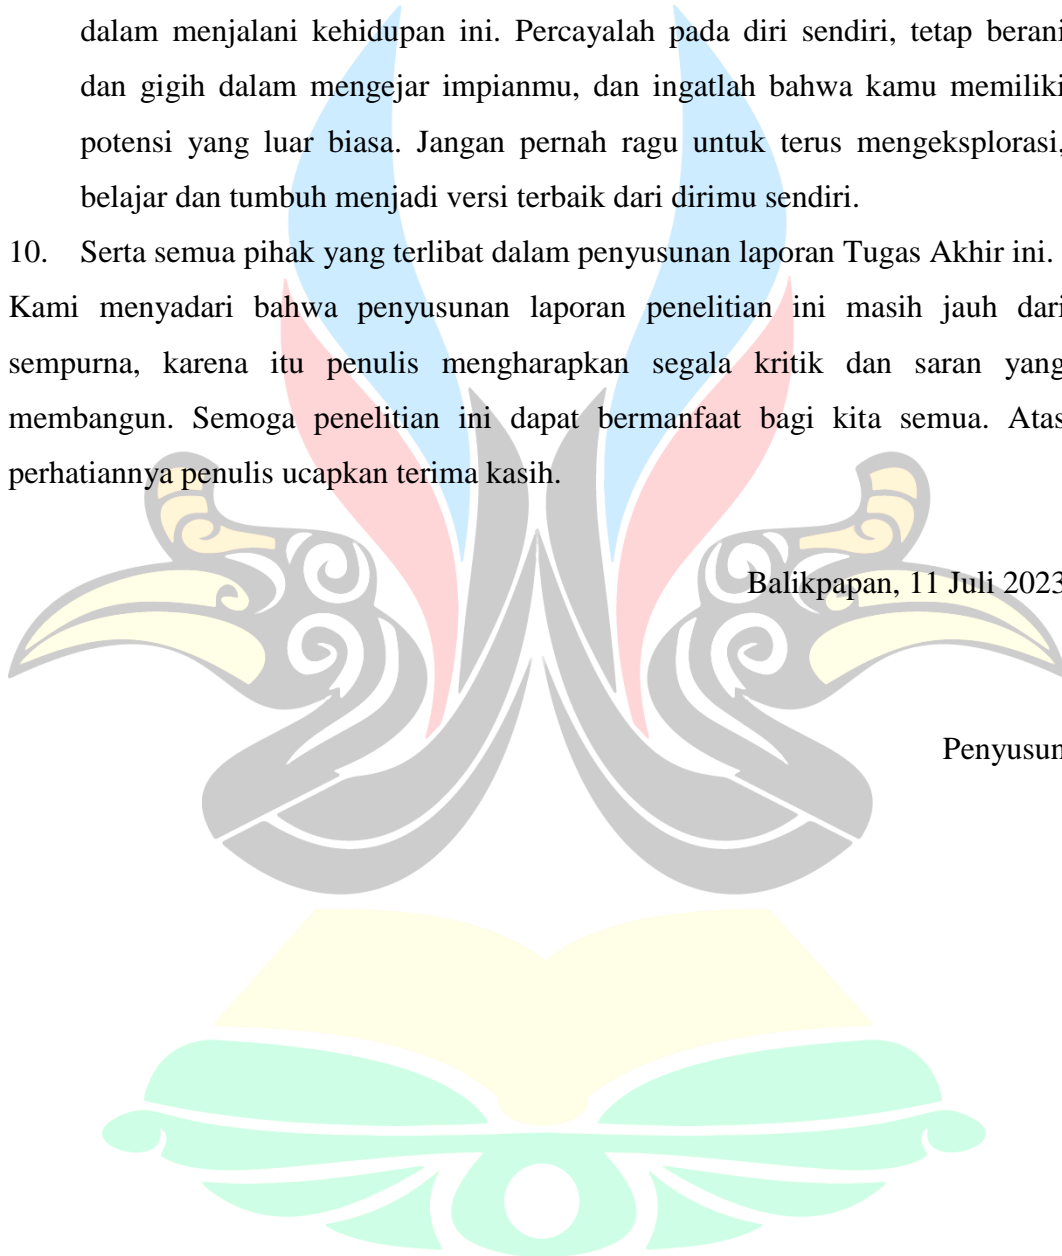 dalam menjalani kehidupan ini. Percayalah pada diri sendiri, tetap berani
dan gigih dalam mengejar impianmu, dan ingatlah bahwa kamu memiliki
potensi yang luar biasa. Jangan pernah ragu untuk terus mengeksplorasi,
belajar dan tumbuh menjadi versi terbaik dari dirimu sendiri.
10. Serta semua pihak yang terlibat dalam penyusunan laporan Tugas Akhir ini.
Kami menyadari bahwa penyusunan laporan penelitian ini masih jauh dari
sempurna, karena itu penulis mengharapkan segala kritik dan saran yang
membangun. Semoga penelitian ini dapat bermanfaat bagi kita semua. Atas
perhatiannya penulis ucapkan terima kasih.
Balikpapan, 11 Juli 2023
Penyusun